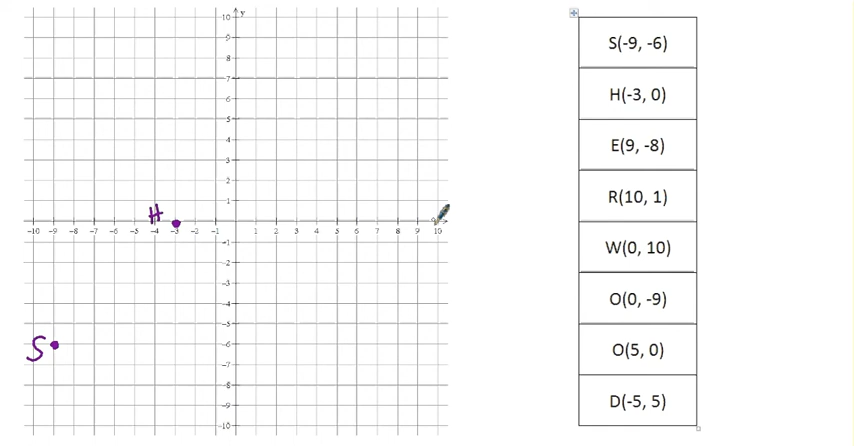 10 y
9
8
7
6
5
4
3
2
1
H
-10 -9 -8 -7 -6 -5 -4 -3 -2 -1 0 1 2 3 4 5 6 7 8 9 10
-1
-2
-3
-4
-5
S
-6
-7
-8
-9
-10
S(-9, -6)
H(-3, 0)
E(9, -8)
R(10, 1)
W(0, 10)
O(0, -9)
O(5, 0)
D(-5, 5)